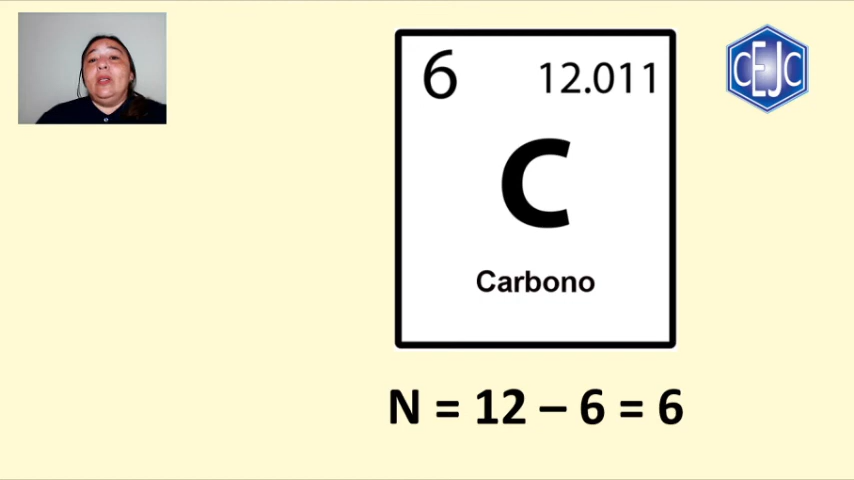 6
12.011
C
Carbono
N = 12 – 6 = 6
CEJC